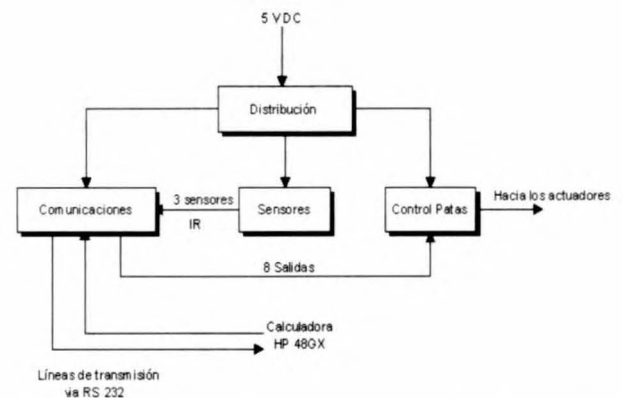 5 VDC
Distribución
3 sensores
IR
Comunicaciones
Sensores
Control Patas
Hacia los actuadores
8 Salidas
Calculadora
HP 48GX
Líneas de transmisión
via RS 232